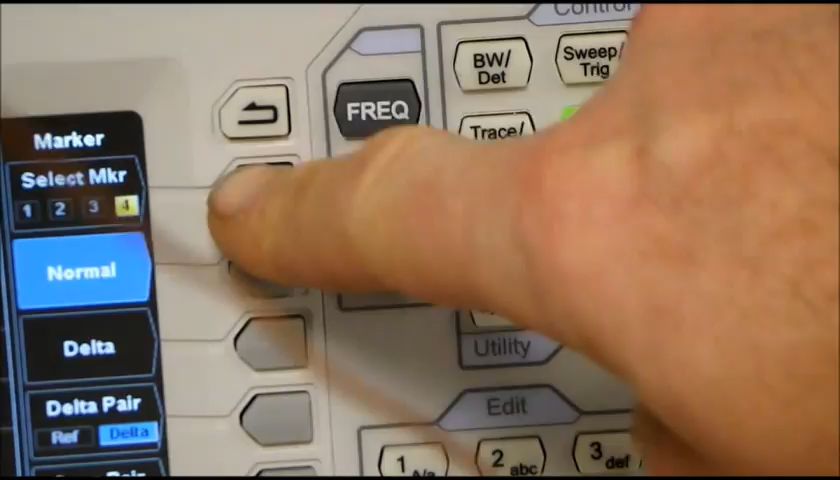 Marker
Select Mkr
1 2 3 4
Normal
Delta
Delta Pair
Ref Delta
Control
FREQ
BW/
Det
Sweep/
Trig
Trace/
Utility
Edit
1
2 abc
3 def